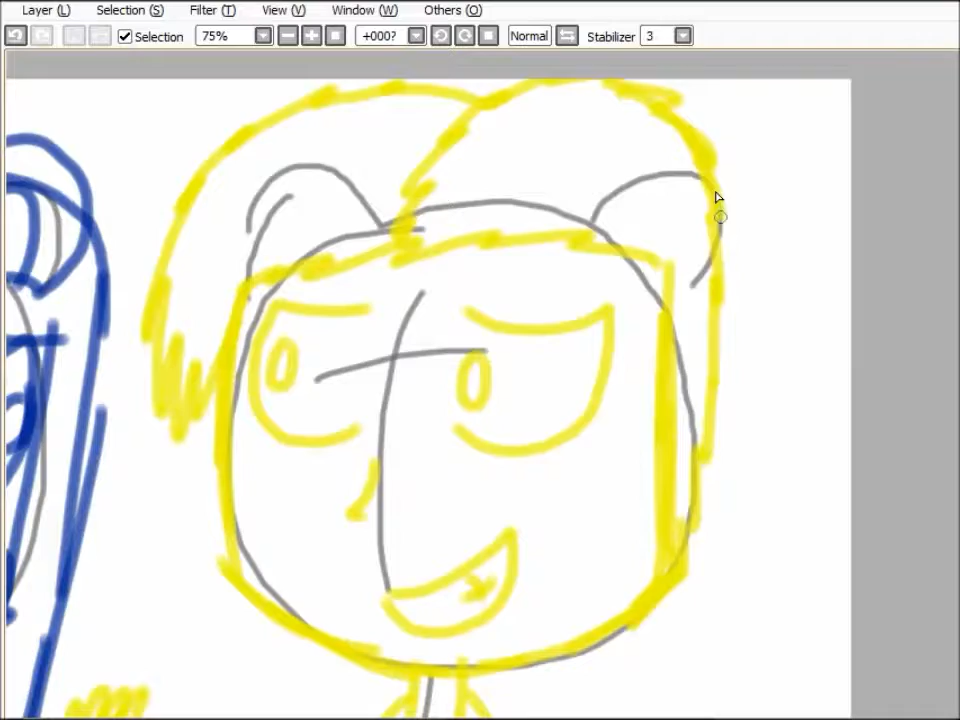 Layer (L) Selection (S) Filter (T) View (V) Window (W) Others (O)
Selection 75% +000? Normal Stabilizer 3